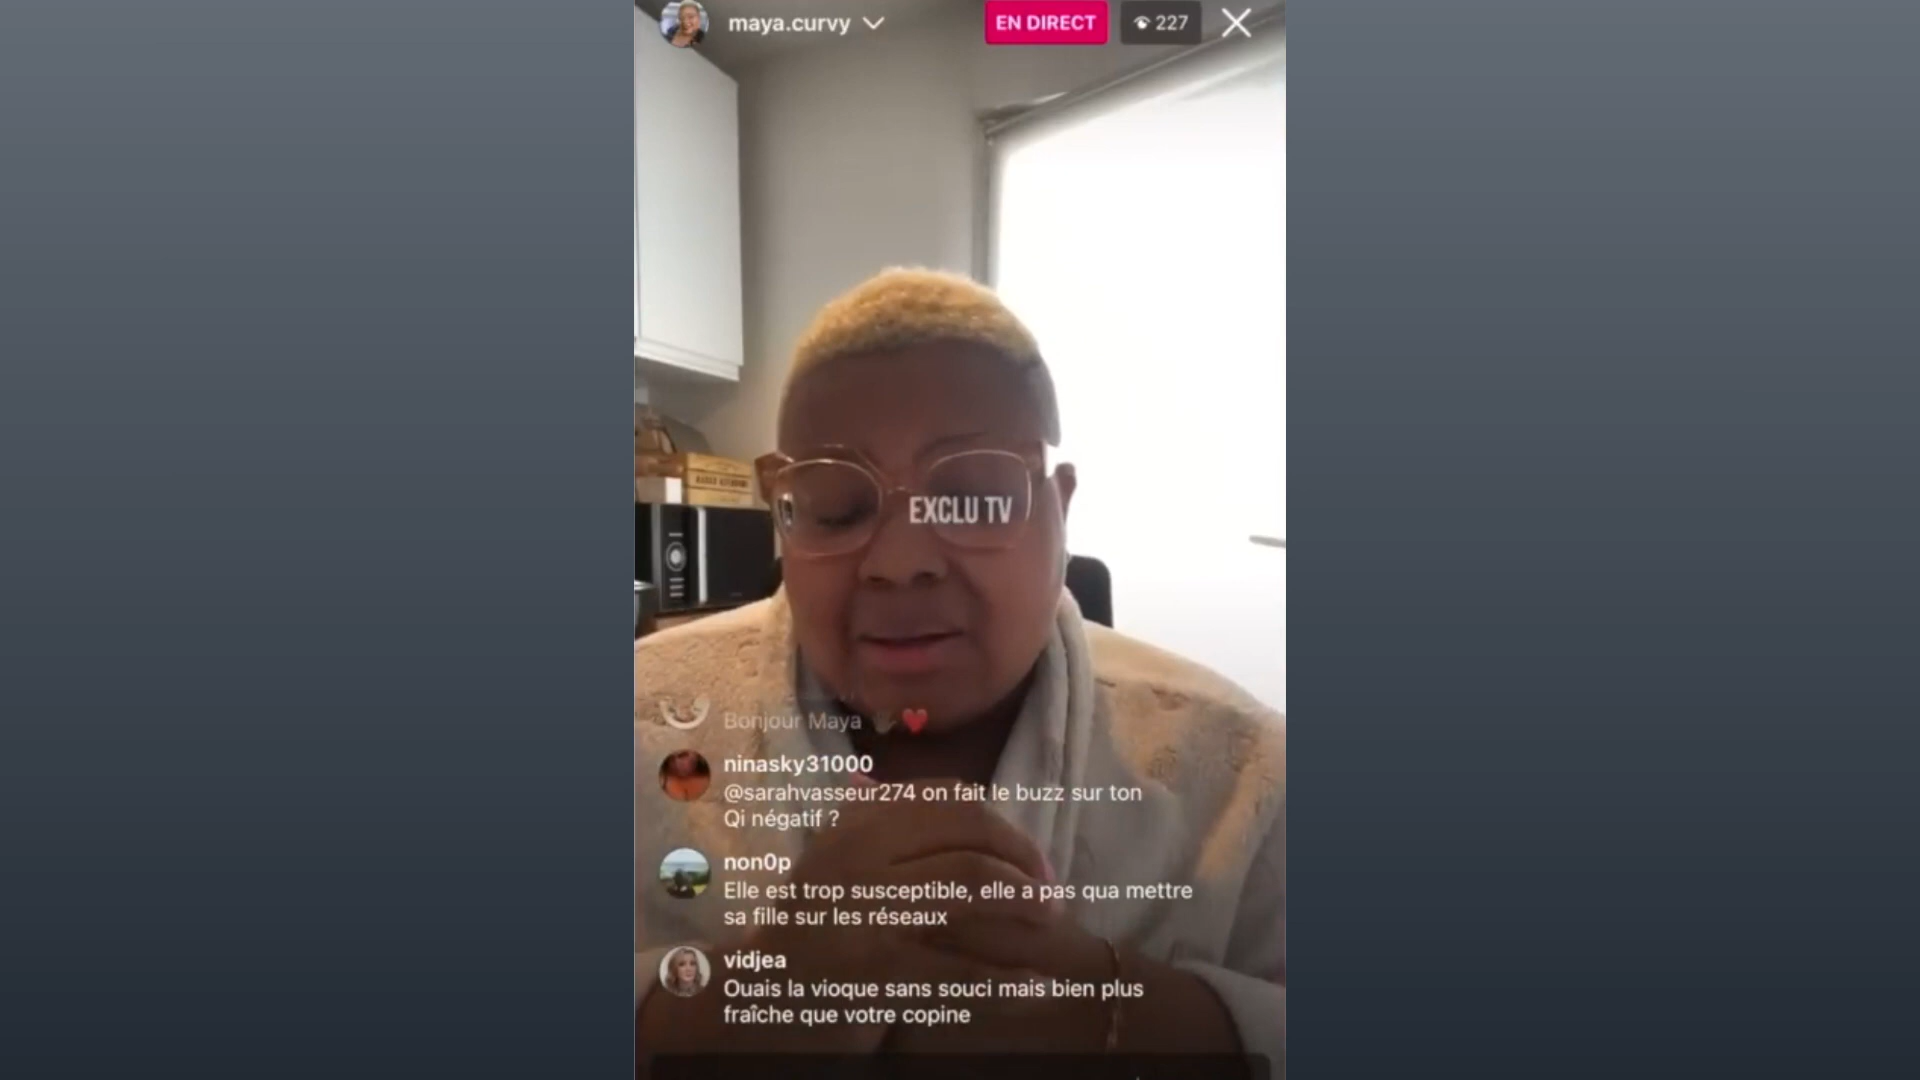 maya.curvy
EN DIRECT
227
EXCLU TV
Bonjour Maya
ninasky31000
@sarahvasseur274 on fait le buzz sur ton
Qi négatif ?
non0p
Elle est trop susceptible, elle a pas qua mettre
sa fille sur les réseaux
vidjea
Ouais la vioque sans souci mais bien plus
fraîche que votre copine